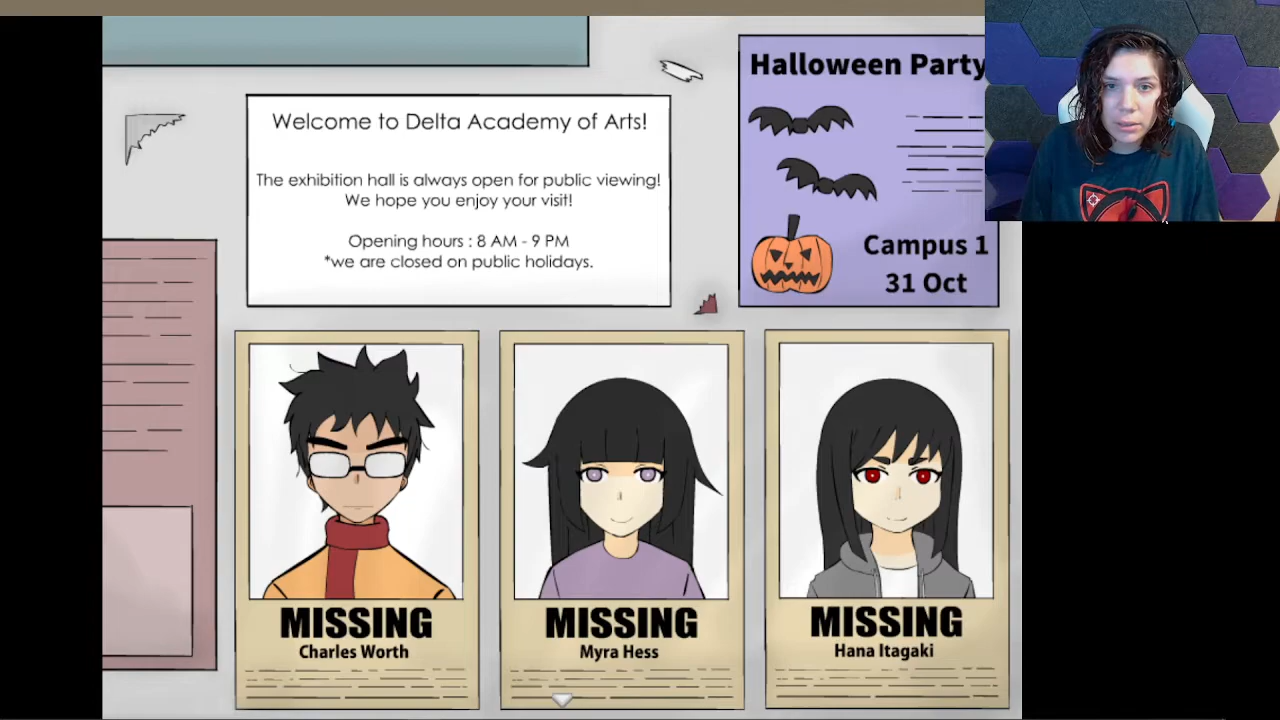 Welcome to Delta Academy of Arts!
The exhibition hall is always open for public viewing!
We hope you enjoy your visit!
Opening hours : 8 AM - 9 PM
*we are closed on public holidays.
Halloween Party
Campus 1
31 Oct
MISSING
Charles Worth
MISSING
Myra Hess
MISSING
Hana Itagaki